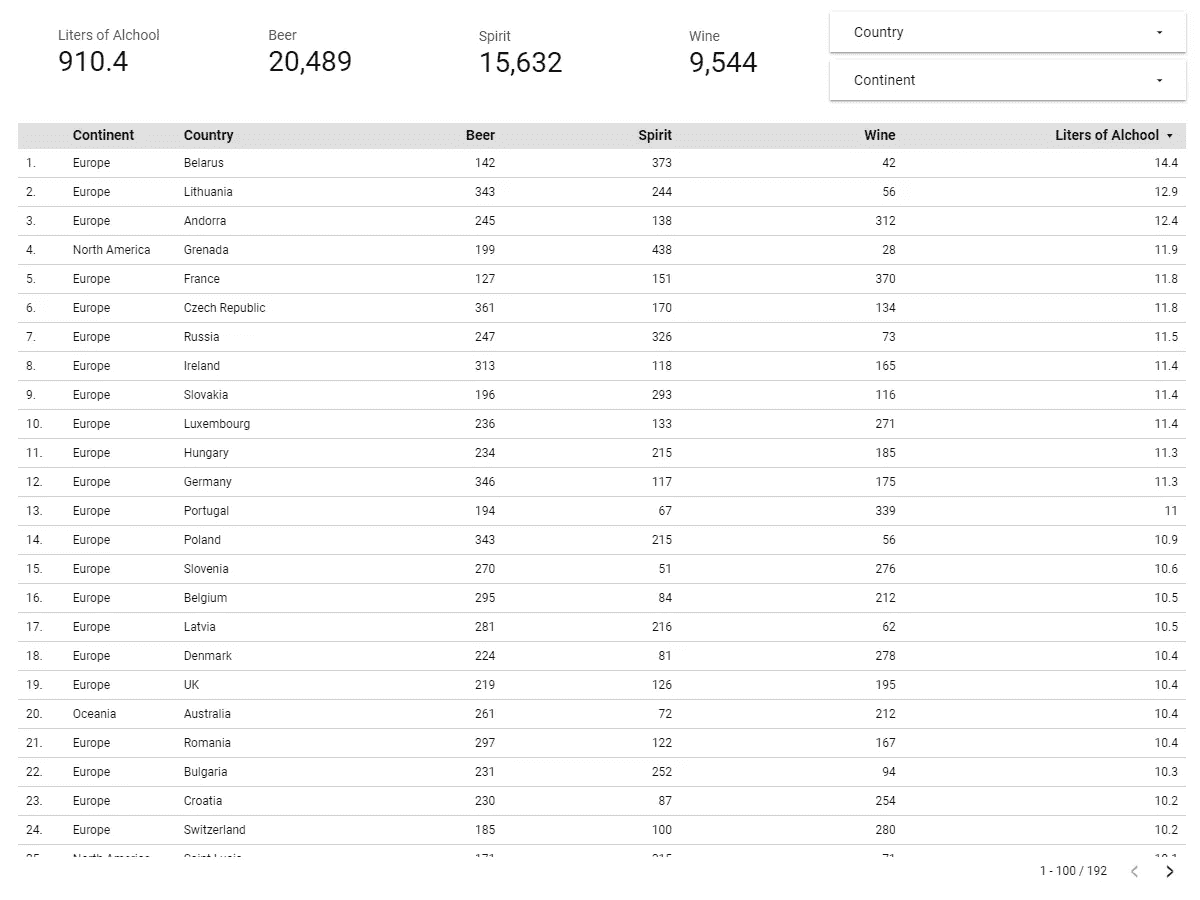 Liters of Alchool Beer Spirit Wine
910.4 20,489 15,632 9,544
Country
Continent
Continent Country Beer Spirit Wine Liters of Alchool
1. Europe Belarus 142 373 42 14.4
2. Europe Lithuania 343 244 56 12.9
3. Europe Andorra 245 138 312 12.4
4. North America Grenada 199 438 28 11.9
5. Europe France 127 151 370 11.8
6. Europe Czech Republic 361 170 134 11.8
7. Europe Russia 247 326 73 11.5
8. Europe Ireland 313 118 165 11.4
9. Europe Slovakia 196 293 116 11.4
10. Europe Luxembourg 236 133 271 11.4
11. Europe Hungary 234 215 185 11.3
12. Europe Germany 346 117 175 11.3
13. Europe Portugal 194 67 339 11
14. Europe Poland 343 215 56 10.9
15. Europe Slovenia 270 51 276 10.6
16. Europe Belgium 295 84 212 10.5
17. Europe Latvia 281 216 62 10.5
18. Europe Denmark 224 81 278 10.4
19. Europe UK 219 126 195 10.4
20. Oceania Australia 261 72 212 10.4
21. Europe Romania 297 122 167 10.4
22. Europe Bulgaria 231 252 94 10.3
23. Europe Croatia 230 87 254 10.2
24. Europe Switzerland 185 100 280 10.2
1 - 100 / 192